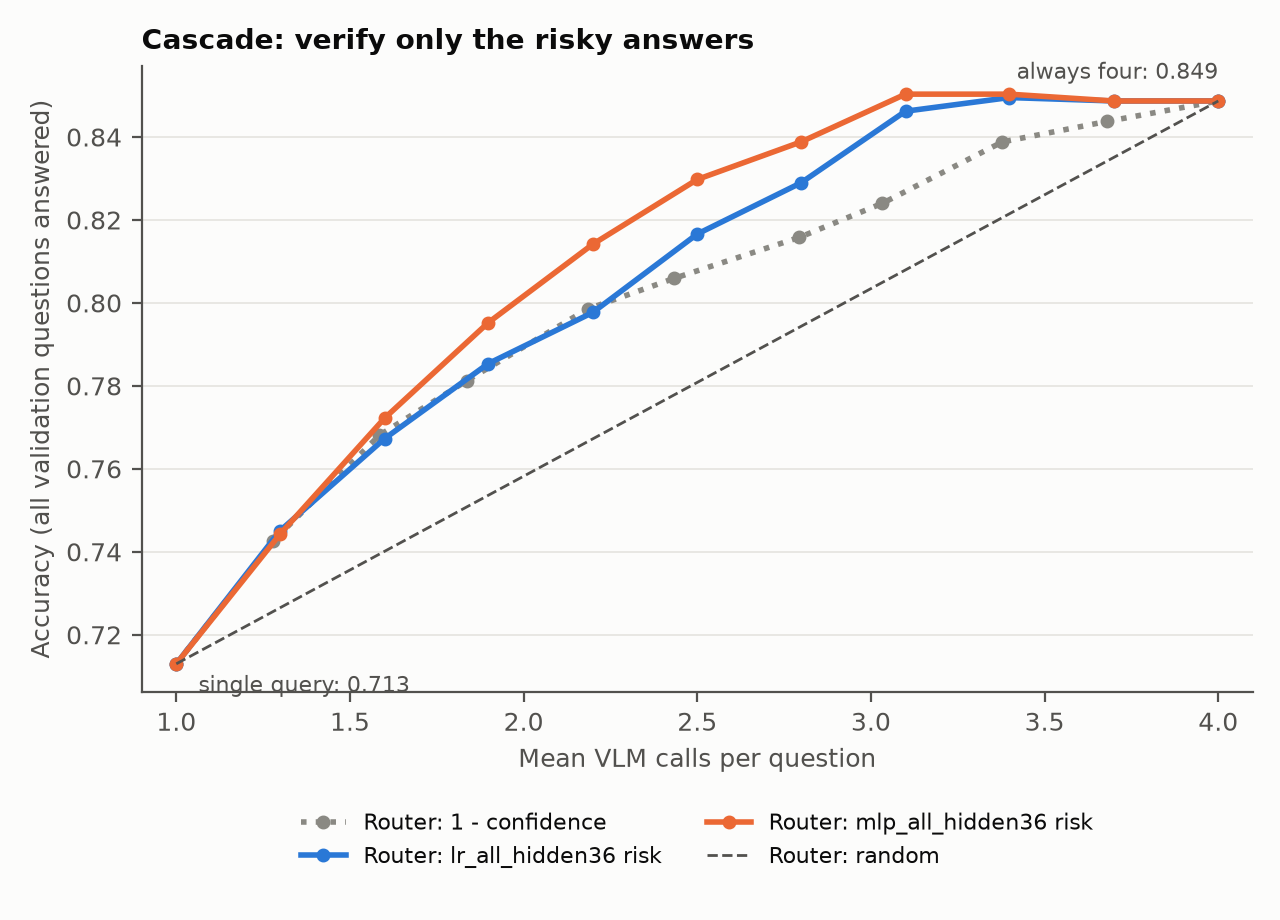 Cascade: verify only the risky answers
always four: 0.849
Accuracy (all validation questions answered)
0.84
0.82
0.80
0.78
0.76
0.74
0.72
single query: 0.713
1.0 1.5 2.0 2.5 3.0 3.5 4.0
Mean VLM calls per question
Router: 1 - confidence
Router: lr_all_hidden36 risk
Router: mlp_all_hidden36 risk
Router: random